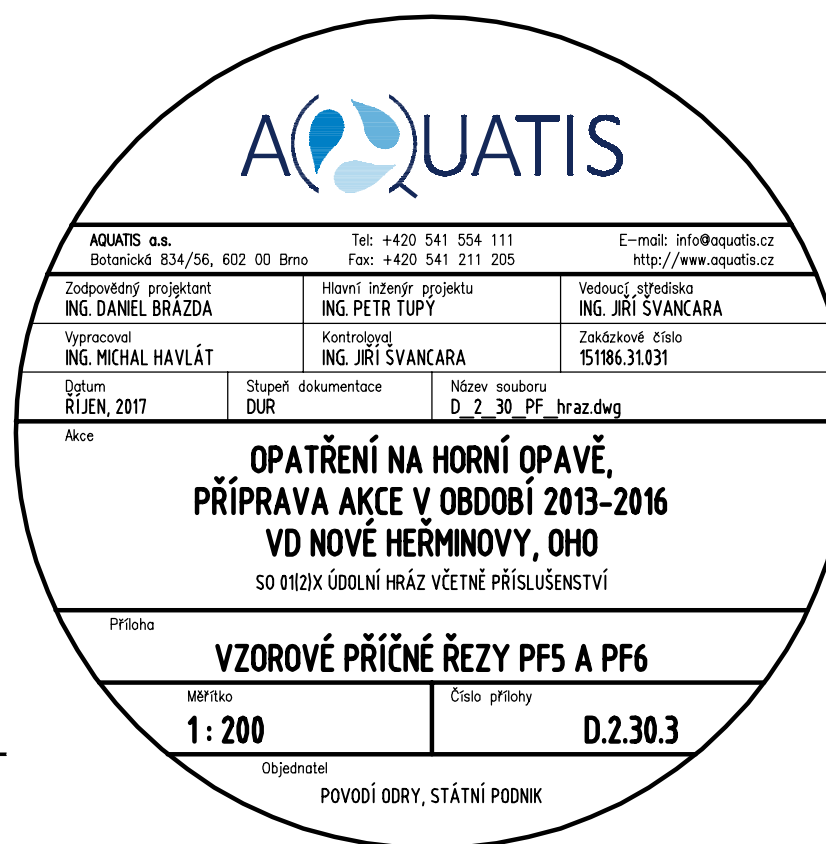 AQUATIS
AQUATIS a.s. Tel: +420 541 554 111 E-mail: info@aquatis.cz
Botanická 834/56, 602 00 Brno Fax: +420 541 211 205 http://www.aquatis.cz
Zodpovědný projektant Hlavní inženýr projektu Vedoucí střediska
ING. DANIEL BRÁZDA ING. PETR TUPÝ ING. JIŘÍ ŠVANCARA
Vypracoval Kontroloval Zakázkové číslo
ING. MICHAL HAVLÁT ING. JIŘÍ ŠVANCARA 151186.31.031
Datum Stupeň dokumentace Název souboru
ŘÍJEN, 2017 DUR D_2_30_PF_hraz.dwg
Akce
OPATŘENÍ NA HORNÍ OPAVĚ,
PŘÍPRAVA AKCE V OBDOBÍ 2013-2016
VD NOVÉ HEŘMINOVY, OHO
SO 01(2)X ÚDOLNÍ HRÁZ VČETNĚ PŘÍSLUŠENSTVÍ
Příloha
VZOROVÉ PŘÍČNÉ ŘEZY PF5 A PF6
Měřítko Číslo přílohy
1 : 200 D.2.30.3
Objednatel
POVODÍ ODRY, STÁTNÍ PODNIK